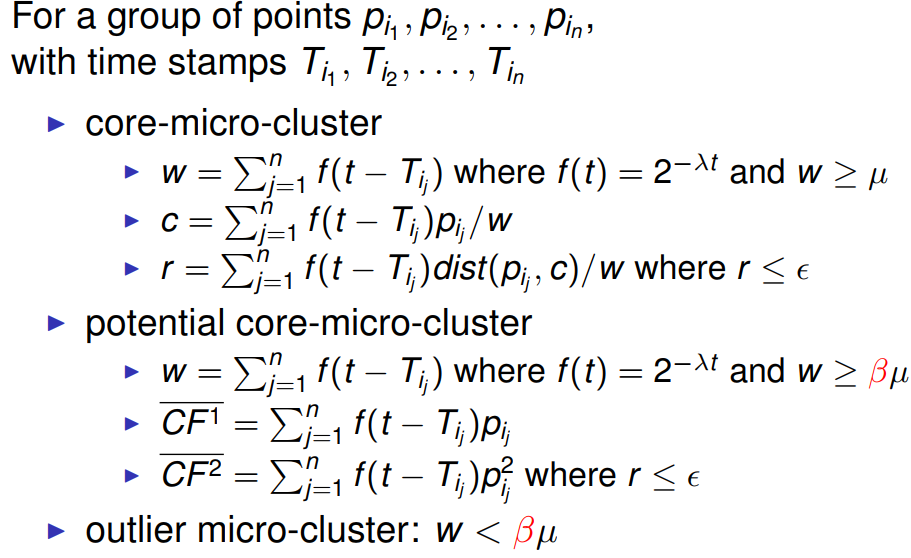 For a group of points p_{i_1}, p_{i_2}, . . . , p_{i_n},
with time stamps T_{i_1}, T_{i_2}, . . . , T_{i_n}
▶ core-micro-cluster
▶ w = ∑_{j=1}^{n} f(t − T_{i_j}) where f(t) = 2^{−λt} and w ≥ μ
▶ c = ∑_{j=1}^{n} f(t − T_{i_j})p_{i_j}/w
▶ r = ∑_{j=1}^{n} f(t − T_{i_j})dist(p_{i_j}, c)/w where r ≤ ϵ
▶ potential core-micro-cluster
▶ w = ∑_{j=1}^{n} f(t − T_{i_j}) where f(t) = 2^{−λt} and w ≥ βμ
▶ \overline{CF^1} = ∑_{j=1}^{n} f(t − T_{i_j})p_{i_j}
▶ \overline{CF^2} = ∑_{j=1}^{n} f(t − T_{i_j})p_{i_j}^2 where r ≤ ϵ
▶ outlier micro-cluster: w < βμ